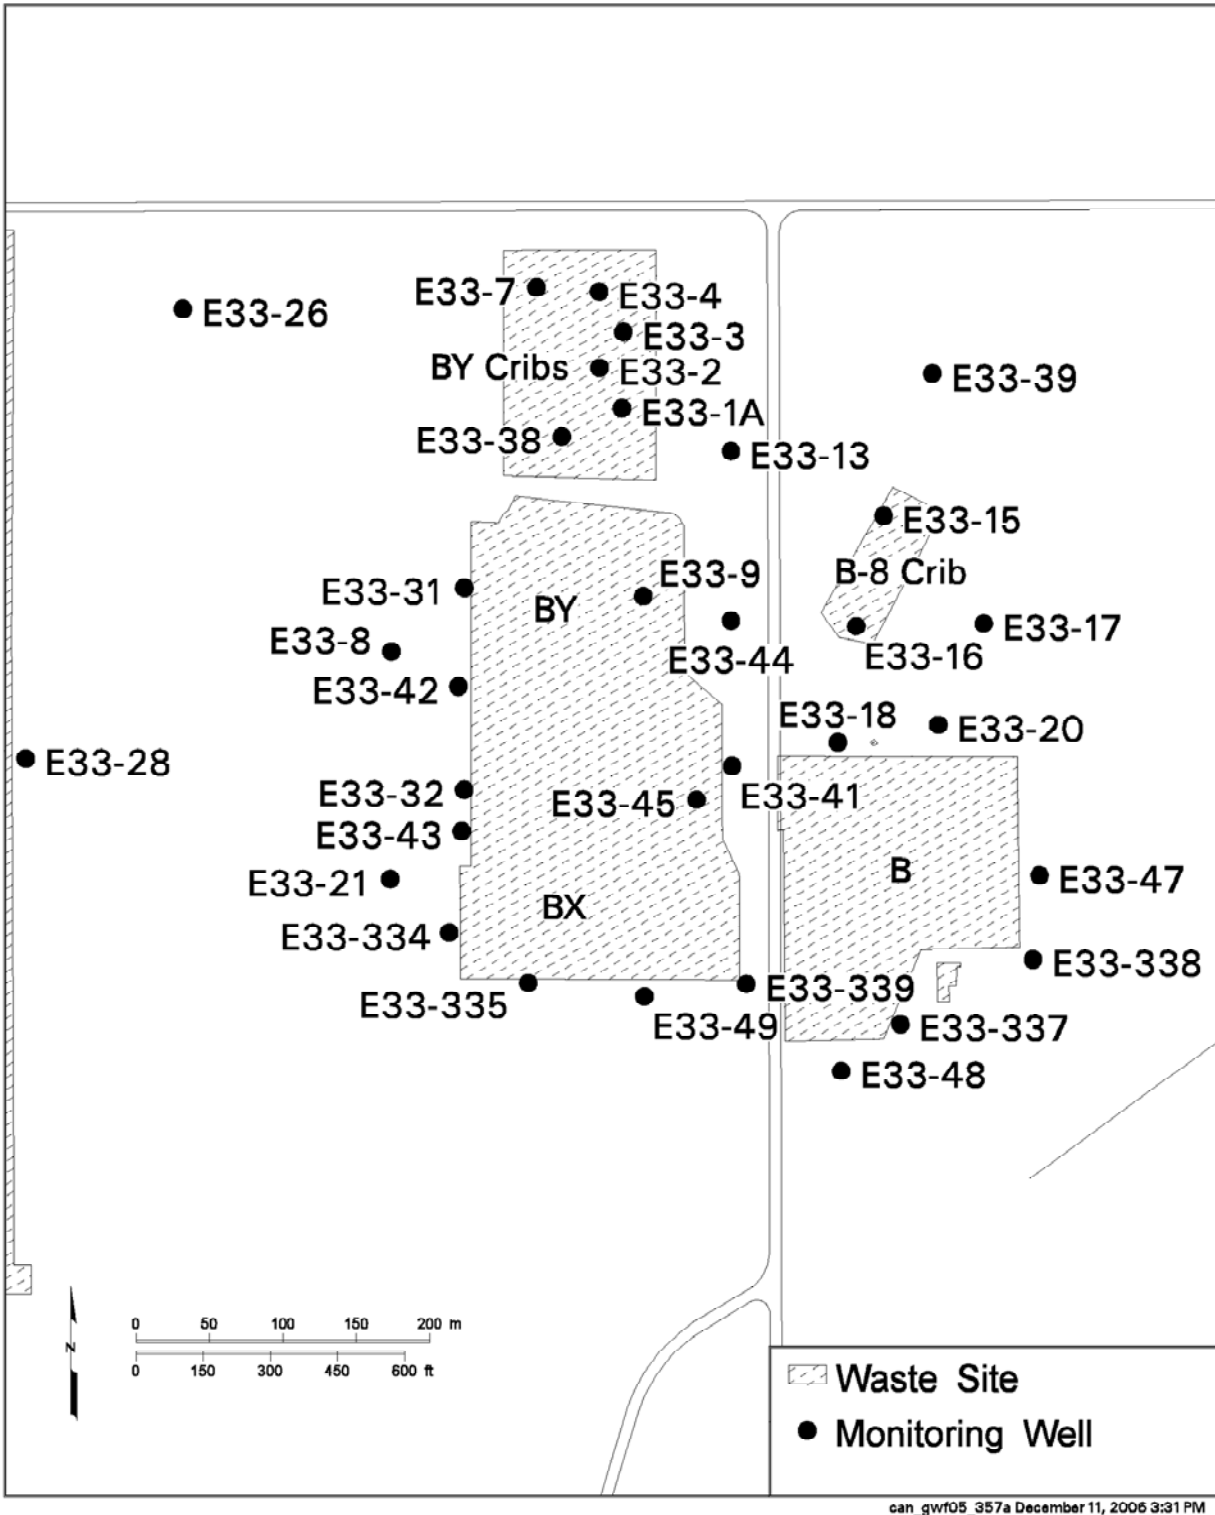 E33-7
E33-4
E33-26
E33-3
BY Cribs
E33-2
E33-39
E33-1A
E33-38
E33-13
E33-15
B-8 Crib
E33-9
E33-31
BY
E33-17
E33-8
E33-44
E33-16
E33-42
E33-18
E33-20
E33-28
E33-32
E33-45
E33-41
E33-43
B
E33-21
E33-47
BX
E33-334
E33-338
E33-335
E33-339
E33-49
E33-337
E33-48
N
0 50 100 150 200 m
0 150 300 450 600 ft
Waste Site
Monitoring Well
can_gwf05_357a December 11, 2006 3:31 PM